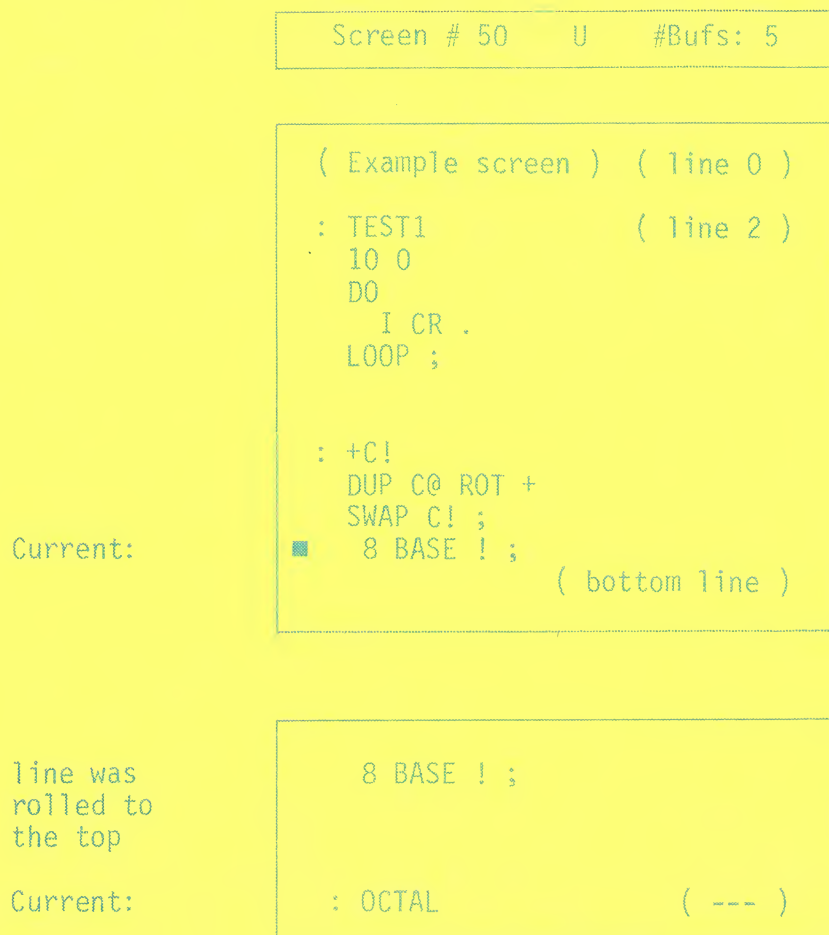 Screen # 50 U #Bufs: 5
( Example screen ) ( line 0 )
: TEST1 ( line 2 )
10 0
DO
I CR .
LOOP ;
: +C!
DUP C@ ROT +
SWAP C! ;
Current: ■ 8 BASE ! ;
( bottom line )
line was 8 BASE ! ;
rolled to
the top
Current: : OCTAL ( --- )